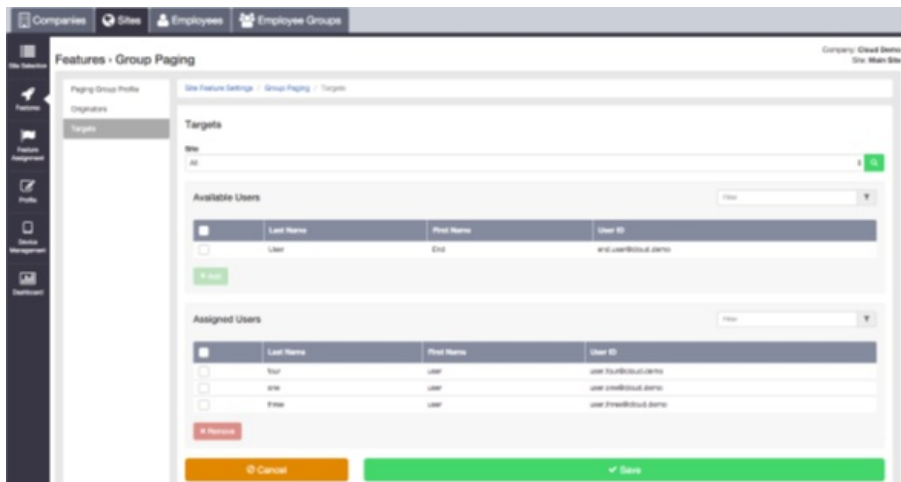 Companies Sites Employees Employee Groups
Company: Cloud Demo
Site: Main Site
Site Selection
Features › Group Paging
Features
Feature Assignment
Profile
Device Management
Dashboard
Paging Group Profile
Originators
Targets
Site Feature Settings / Group Paging / Targets
Targets
Site
All
Available Users
Filter
Last Name First Name User ID
User End end.user@cloud.demo
+ Add
Assigned Users
Filter
Last Name First Name User ID
four user user.four@cloud.demo
one user user.one@cloud.demo
three user user.three@cloud.demo
× Remove
Cancel
Save